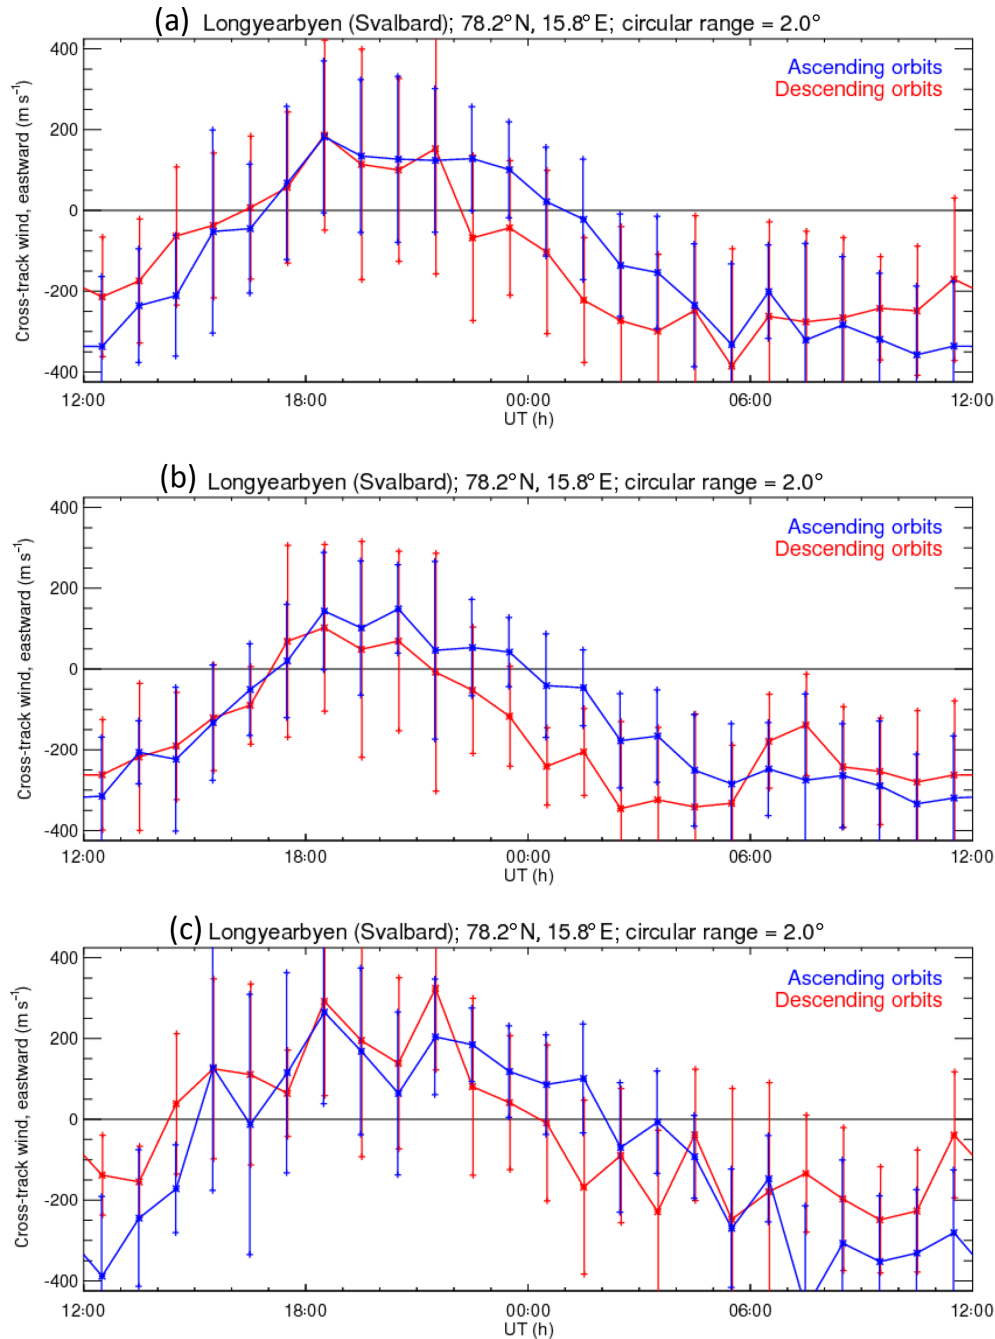 (a) Longyearbyen (Svalbard); 78.2°N, 15.8°E; circular range = 2.0°
Cross-track wind, eastward (m s⁻¹)
400
200
0
-200
-400
Ascending orbits
Descending orbits
12:00 18:00 00:00 06:00 12:00
UT (h)
(b) Longyearbyen (Svalbard); 78.2°N, 15.8°E; circular range = 2.0°
Cross-track wind, eastward (m s⁻¹)
400
200
0
-200
-400
Ascending orbits
Descending orbits
12:00 18:00 00:00 06:00 12:00
UT (h)
(c) Longyearbyen (Svalbard); 78.2°N, 15.8°E; circular range = 2.0°
Cross-track wind, eastward (m s⁻¹)
400
200
0
-200
-400
Ascending orbits
Descending orbits
12:00 18:00 00:00 06:00 12:00
UT (h)